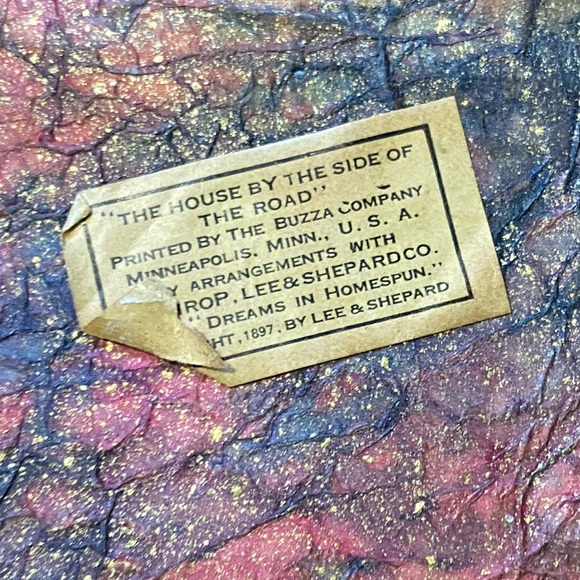 "THE HOUSE BY THE SIDE OF
THE ROAD"
PRINTED BY THE BUZZA COMPANY
MINNEAPOLIS. MINN., U. S. A.
Y ARRANGEMENTS WITH
ROP, LEE & SHEPARD CO.
"DREAMS IN HOMESPUN."
HT, 1897, BY LEE & SHEPARD